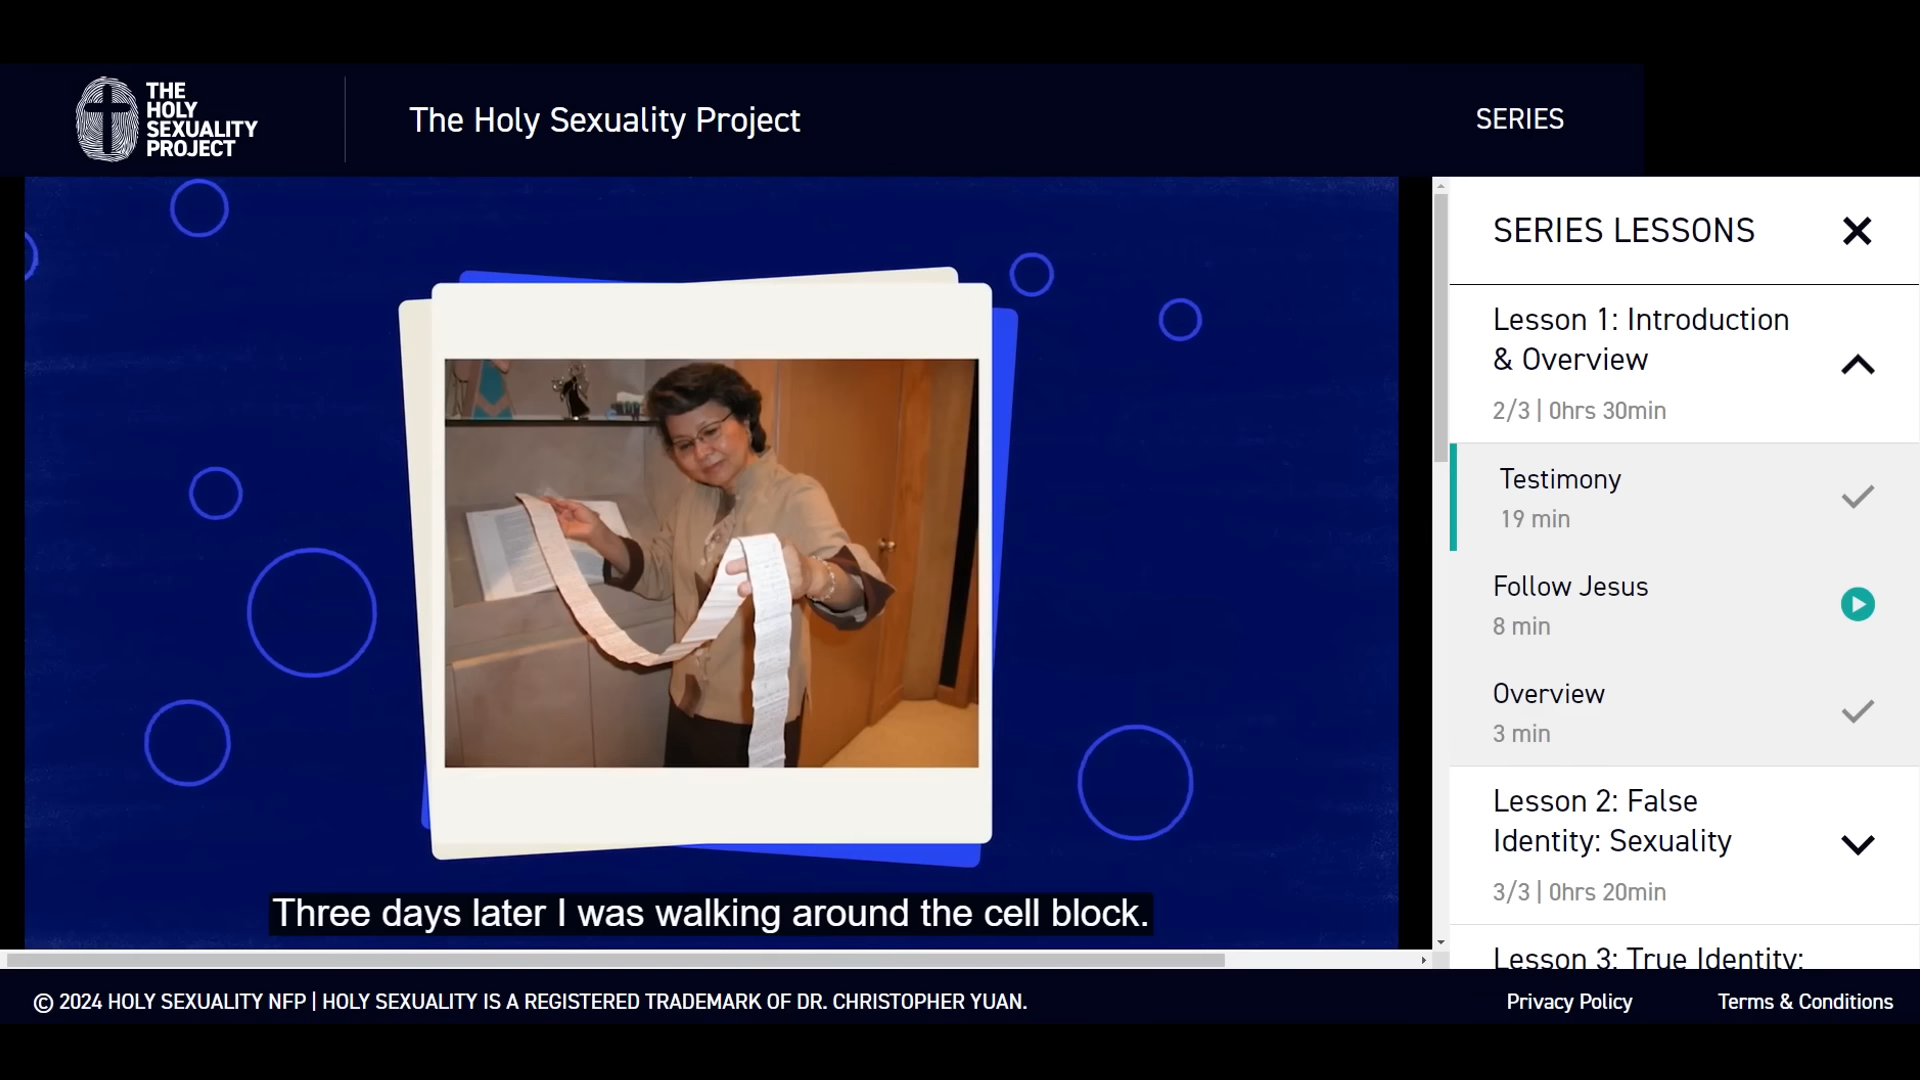 THE
HOLY
SEXUALITY
PROJECT
The Holy Sexuality Project
SERIES
Three days later I was walking around the cell block.
SERIES LESSONS
Lesson 1: Introduction
& Overview
2/3 | 0hrs 30min
Testimony
19 min
Follow Jesus
8 min
Overview
3 min
Lesson 2: False
Identity: Sexuality
3/3 | 0hrs 20min
Lesson 3: True Identity:
© 2024 HOLY SEXUALITY NFP | HOLY SEXUALITY IS A REGISTERED TRADEMARK OF DR. CHRISTOPHER YUAN.
Privacy Policy
Terms & Conditions